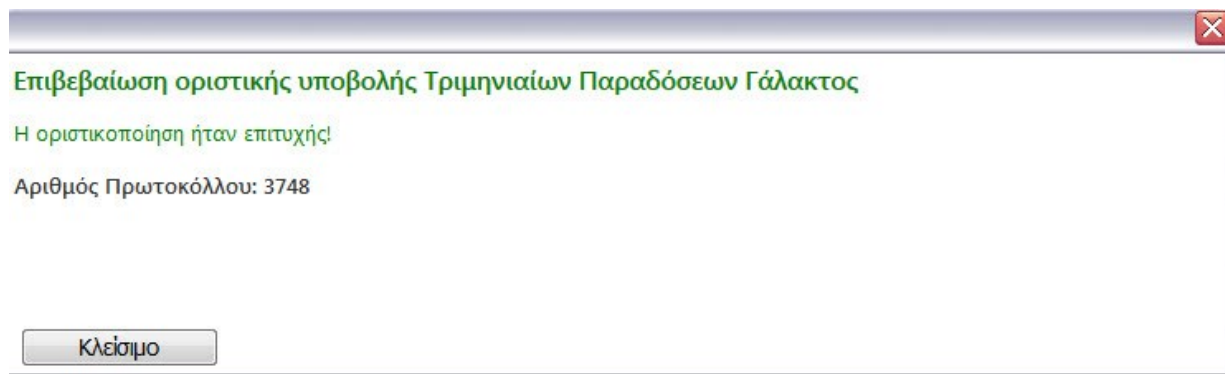 Επιβεβαίωση οριστικής υποβολής Τριμηνιαίων Παραδόσεων Γάλακτος
Η οριστικοποίηση ήταν επιτυχής!
Αριθμός Πρωτοκόλλου: 3748
Κλείσιμο